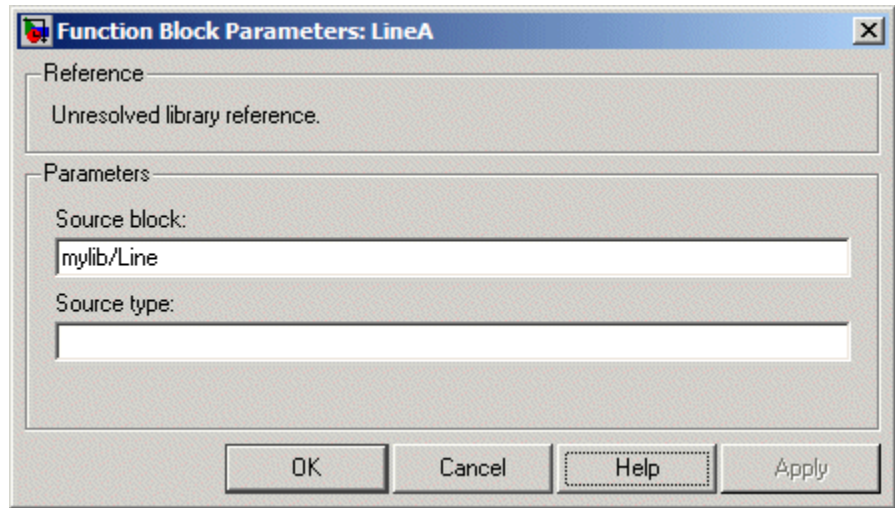 Function Block Parameters: LineA
Reference
Unresolved library reference.
Parameters
Source block:
mylib/Line
Source type:
OK Cancel Help Apply